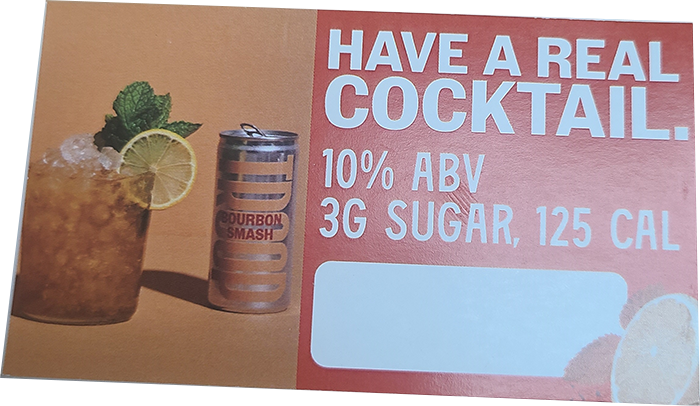 HAVE A REAL
COCKTAIL.
10% ABV
3G SUGAR, 125 CAL
BOURBON
SMASH